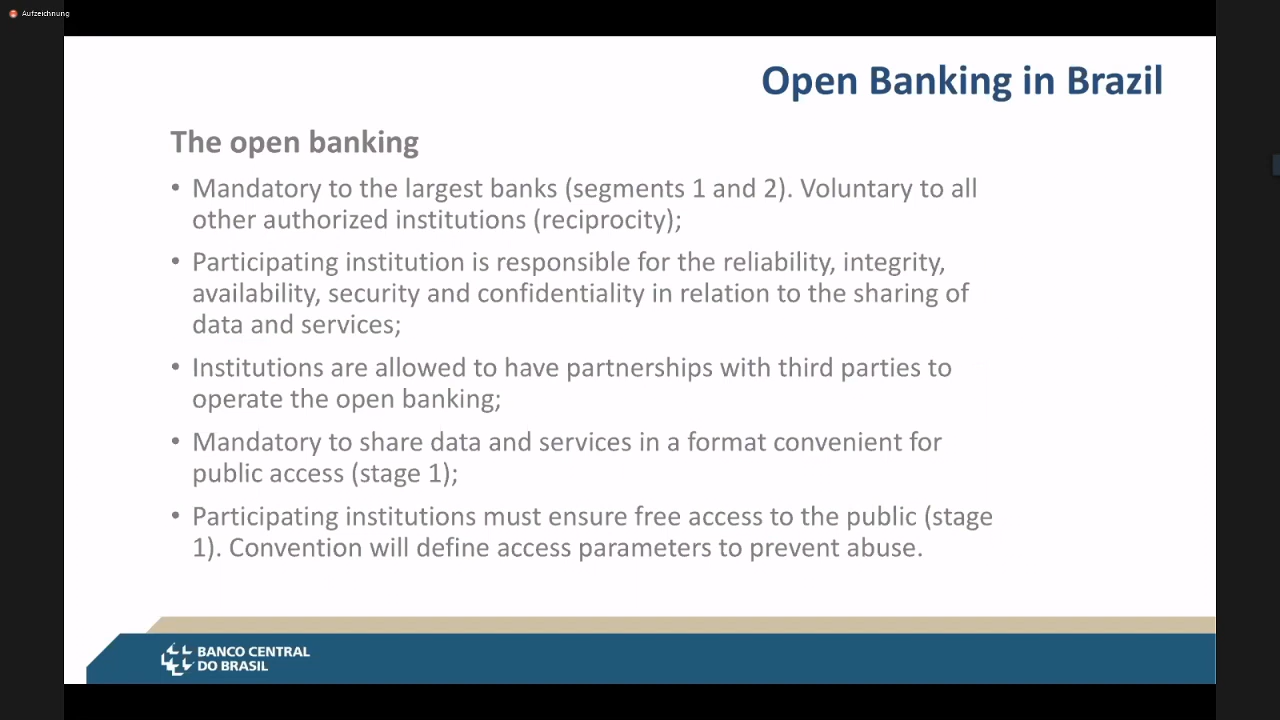 Aufzeichnung
Open Banking in Brazil
The open banking
• Mandatory to the largest banks (segments 1 and 2). Voluntary to all
other authorized institutions (reciprocity);
• Participating institution is responsible for the reliability, integrity,
availability, security and confidentiality in relation to the sharing of
data and services;
• Institutions are allowed to have partnerships with third parties to
operate the open banking;
• Mandatory to share data and services in a format convenient for
public access (stage 1);
• Participating institutions must ensure free access to the public (stage
1). Convention will define access parameters to prevent abuse.
BANCO CENTRAL
DO BRASIL